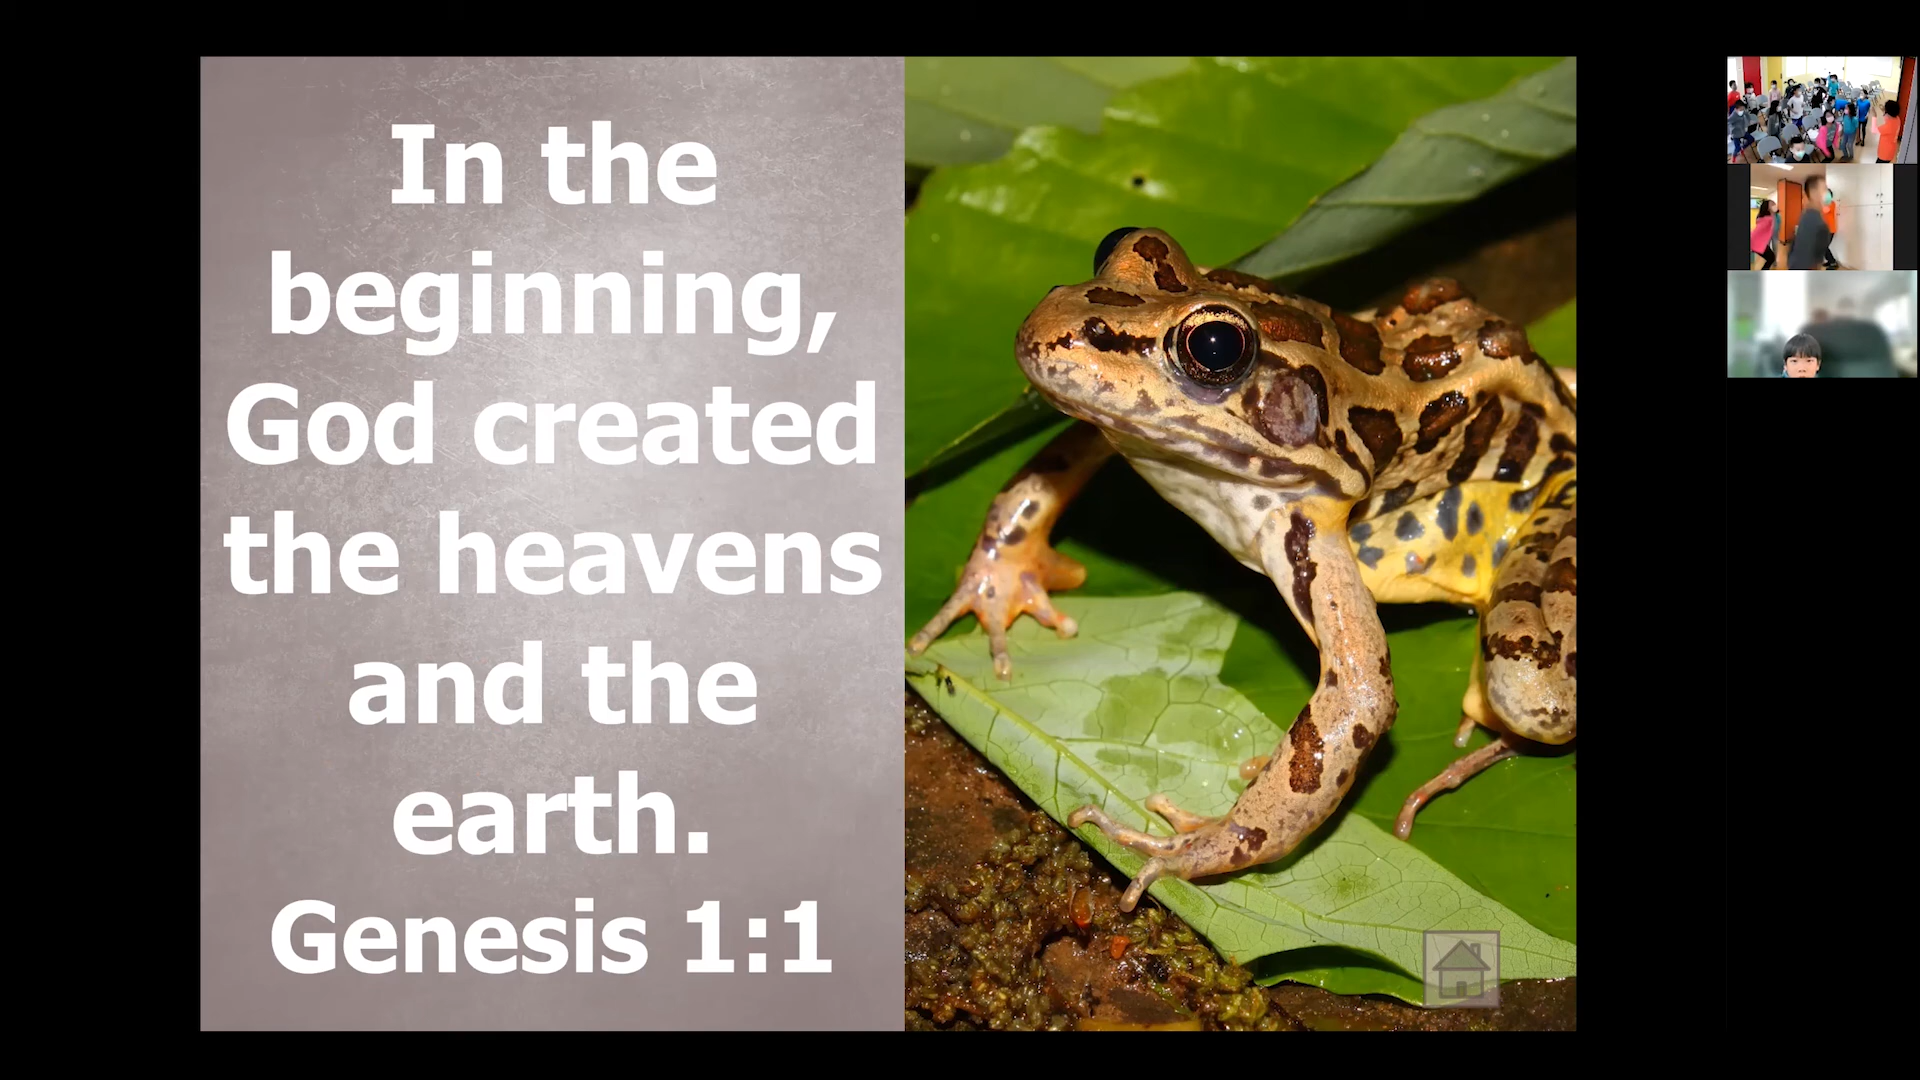 In the
beginning,
God created
the heavens
and the
earth.
Genesis 1:1